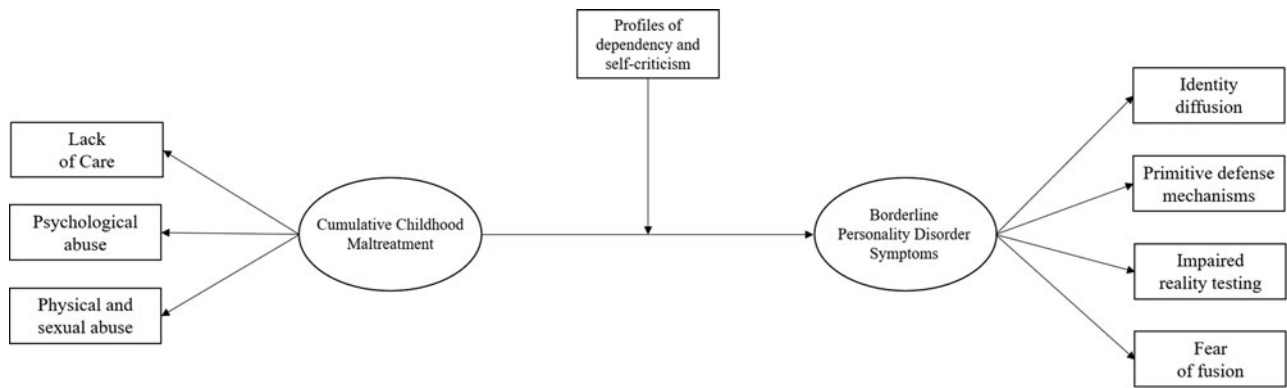 Profiles of
dependency and
self-criticism
Lack
of Care
Psychological
abuse
Physical and
sexual abuse
Cumulative Childhood
Maltreatment
Borderline
Personality Disorder
Symptoms
Identity
diffusion
Primitive defense
mechanisms
Impaired
reality testing
Fear
of fusion